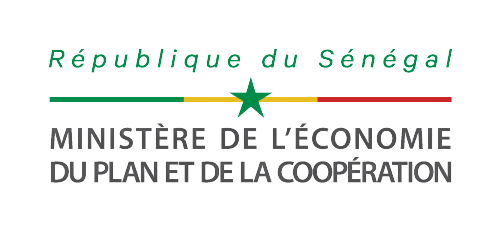 République du Sénégal
MINISTÈRE DE L'ÉCONOMIE
DU PLAN ET DE LA COOPÉRATION